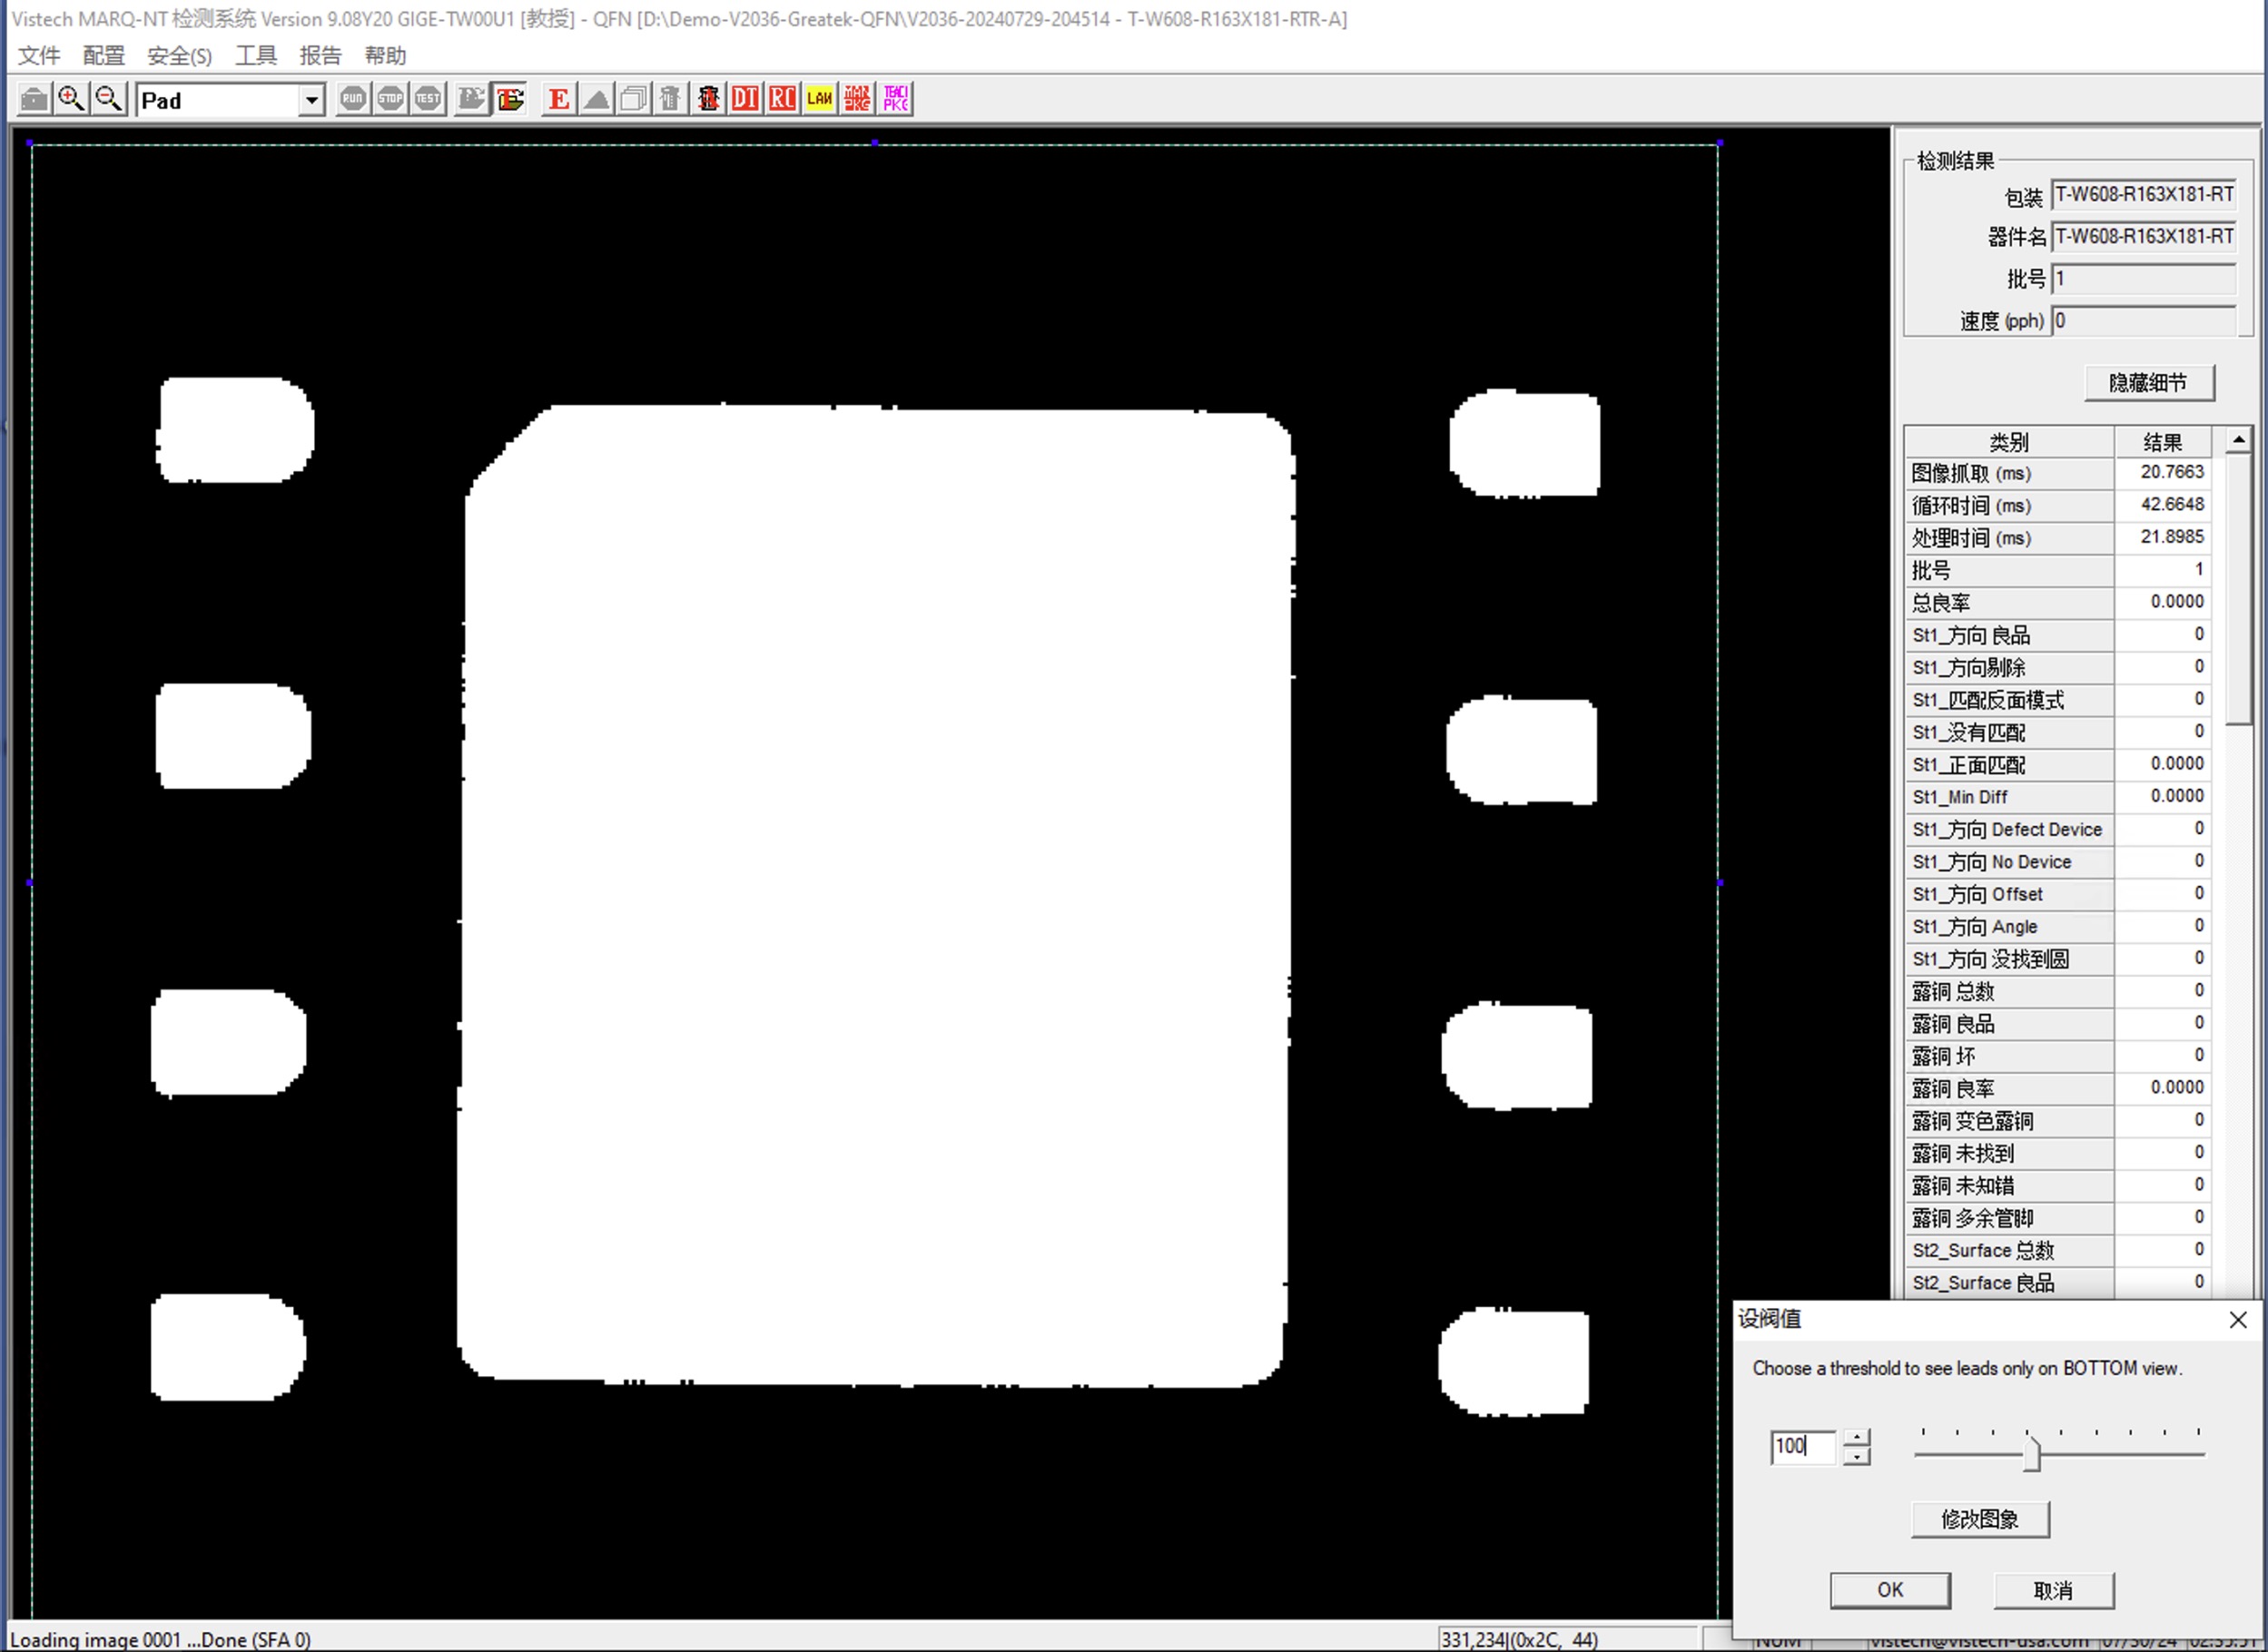 Vistech MARQ-NT 检测系统 Version 9.08Y20 GIGE-TW00U1 [教授] - QFN [D:\Demo-V2036-Greatek-QFN\V2036-20240729-204514 - T-W608-R163X181-RTR-A]
文件 配置 安全(S) 工具 报告 帮助
Pad RUN STOP TEST E DT RC LAN TEACH PKG
检测结果
包装 T-W608-R163X181-RT
器件名 T-W608-R163X181-RT
批号 1
速度 (pph) 0
隐藏细节
类别 结果
图像抓取 (ms) 20.7663
循环时间 (ms) 42.6648
处理时间 (ms) 21.8985
批号 1
总良率 0.0000
St1_方向 良品 0
St1_方向剔除 0
St1_匹配反面模式 0
St1_没有匹配 0
St1_正面匹配 0.0000
St1_Min Diff 0.0000
St1_方向 Defect Device 0
St1_方向 No Device 0
St1_方向 Offset 0
St1_方向 Angle 0
St1_方向 没找到圆 0
露铜 总数 0
露铜 良品 0
露铜 坏 0
露铜 良率 0.0000
露铜 变色露铜 0
露铜 未找到 0
露铜 未知错 0
露铜 多余管脚 0
St2_Surface 总数 0
St2_Surface 良品 0
设阀值
Choose a threshold to see leads only on BOTTOM view.
100
修改图象
OK 取消
Loading image 0001 ...Done (SFA 0) 331,234|(0x2C, 44) NUM vistech@vistech-usa.com 07/30/24